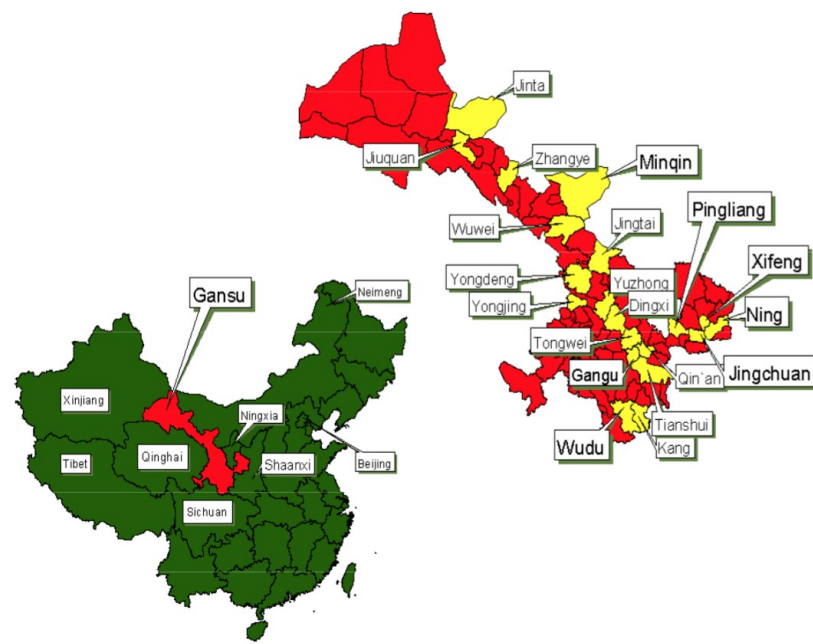 Jinta
Jiuquan
Zhangye
Minqin
Pingliang
Wuwei
Jingtai
Xifeng
Yongdeng
Yuzhong
Gansu
Neimeng
Yongjing
Dingxi
Ning
Tongwei
Gangu
Qin`an
Jingchuan
Xinjiang
Ningxia
Tianshui
Wudu
Kang
Tibet
Qinghai
Shaanxi
Beijing
Sichuan